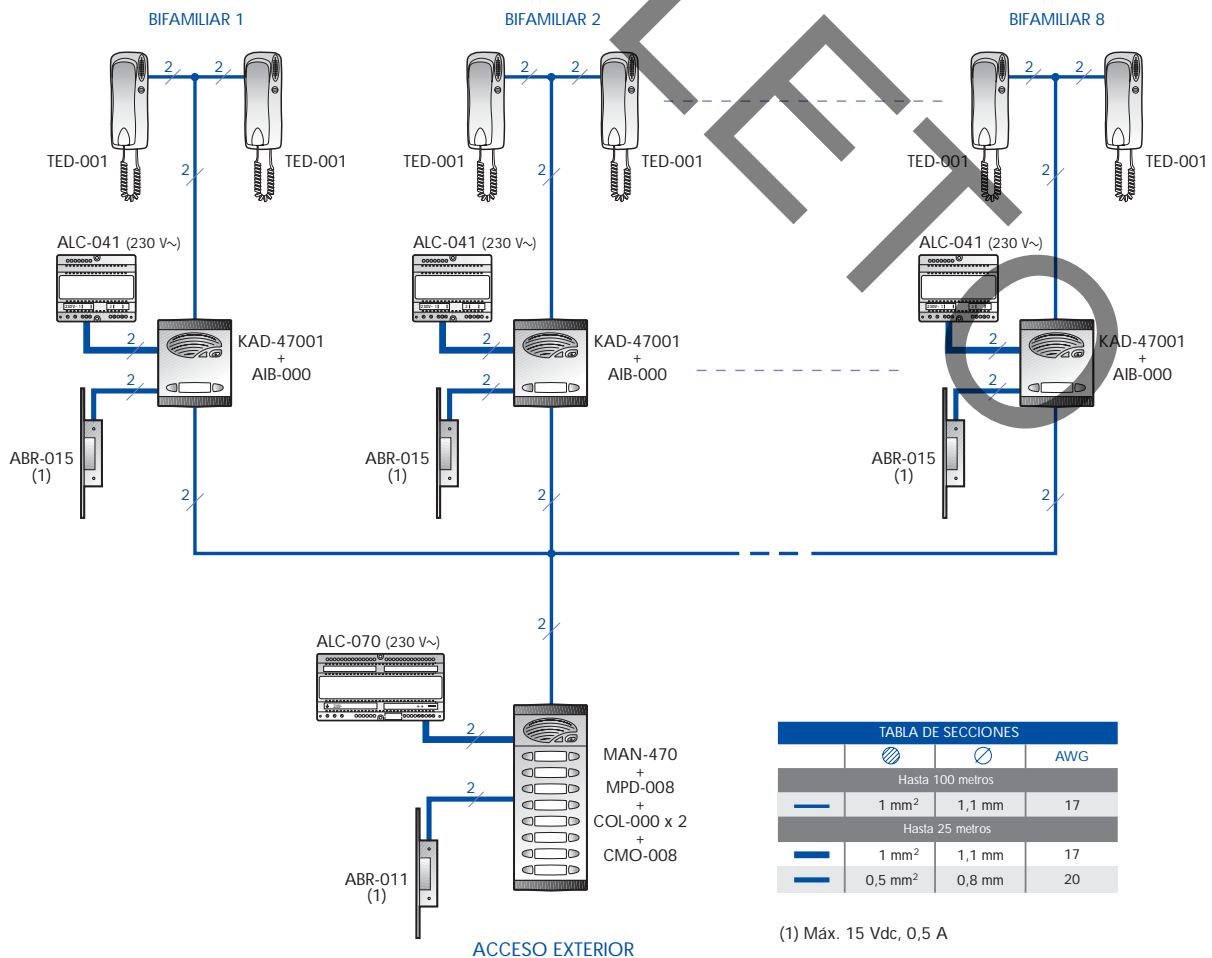 BIFAMILIAR 1
BIFAMILIAR 2
BIFAMILIAR 8
2 2
2 2
2 2
TED-001 TED-001
TED-001 TED-001
TED-001 TED-001
2
2
2
ALC-041 (230 V~)
ALC-041 (230 V~)
ALC-041 (230 V~)
2
KAD-47001
+
AIB-000
2
KAD-47001
+
AIB-000
2
KAD-47001
+
AIB-000
2
2
2
ABR-015
(1)
ABR-015
(1)
ABR-015
(1)
2
2
2
2
ALC-070 (230 V~)
2
MAN-470
+
MPD-008
+
COL-000 x 2
+
CMO-008
2
ABR-011
(1)
ACCESO EXTERIOR
TABLA DE SECCIONES
AWG
Hasta 100 metros
1 mm² 1,1 mm 17
Hasta 25 metros
1 mm² 1,1 mm 17
0,5 mm² 0,8 mm 20
(1) Máx. 15 Vdc, 0,5 A
LETO